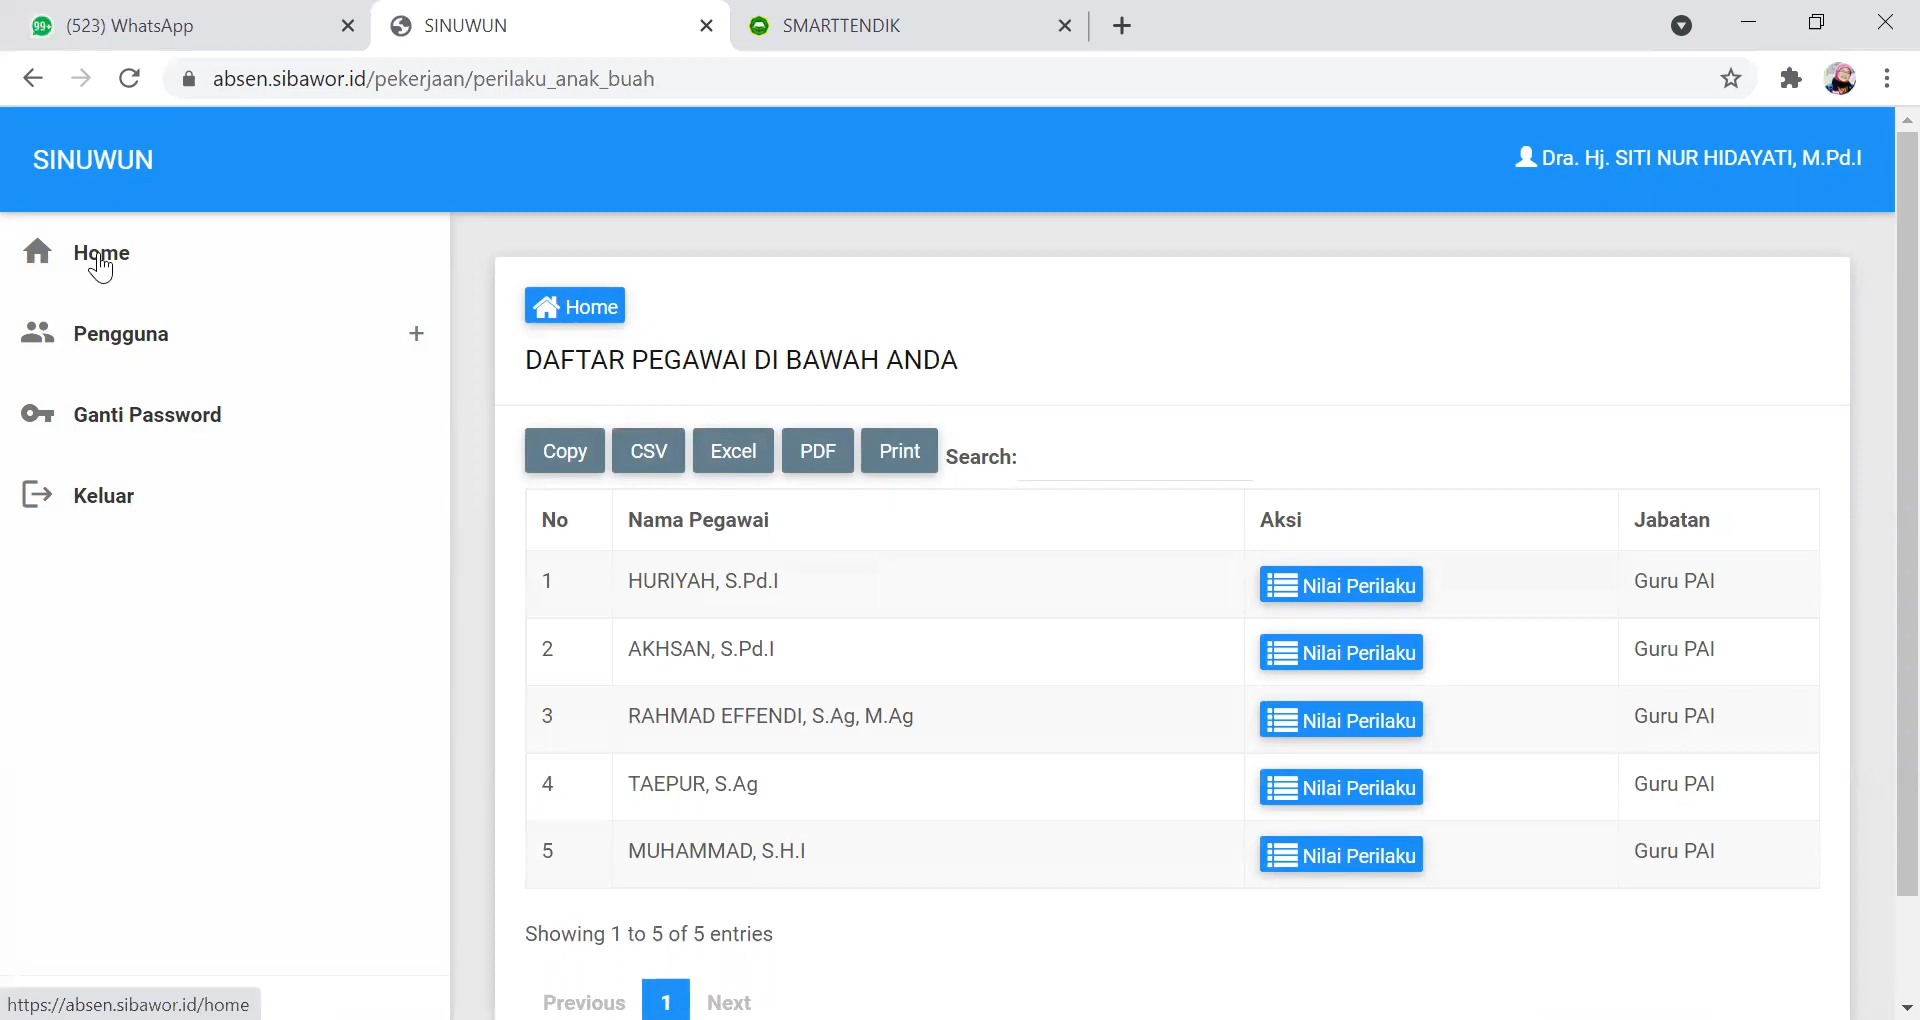 99+ (523) WhatsApp
SINUWUN
SMARTTENDIK
absen.sibawor.id/pekerjaan/perilaku_anak_buah
SINUWUN
Dra. Hj. SITI NUR HIDAYATI, M.Pd.I
Home
Pengguna +
Ganti Password
Keluar
Home
DAFTAR PEGAWAI DI BAWAH ANDA
Copy CSV Excel PDF Print Search:
No Nama Pegawai Aksi Jabatan
1 HURIYAH, S.Pd.I Nilai Perilaku Guru PAI
2 AKHSAN, S.Pd.I Nilai Perilaku Guru PAI
3 RAHMAD EFFENDI, S.Ag, M.Ag Nilai Perilaku Guru PAI
4 TAEPUR, S.Ag Nilai Perilaku Guru PAI
5 MUHAMMAD, S.H.I Nilai Perilaku Guru PAI
Showing 1 to 5 of 5 entries
Previous 1 Next
https://absen.sibawor.id/home